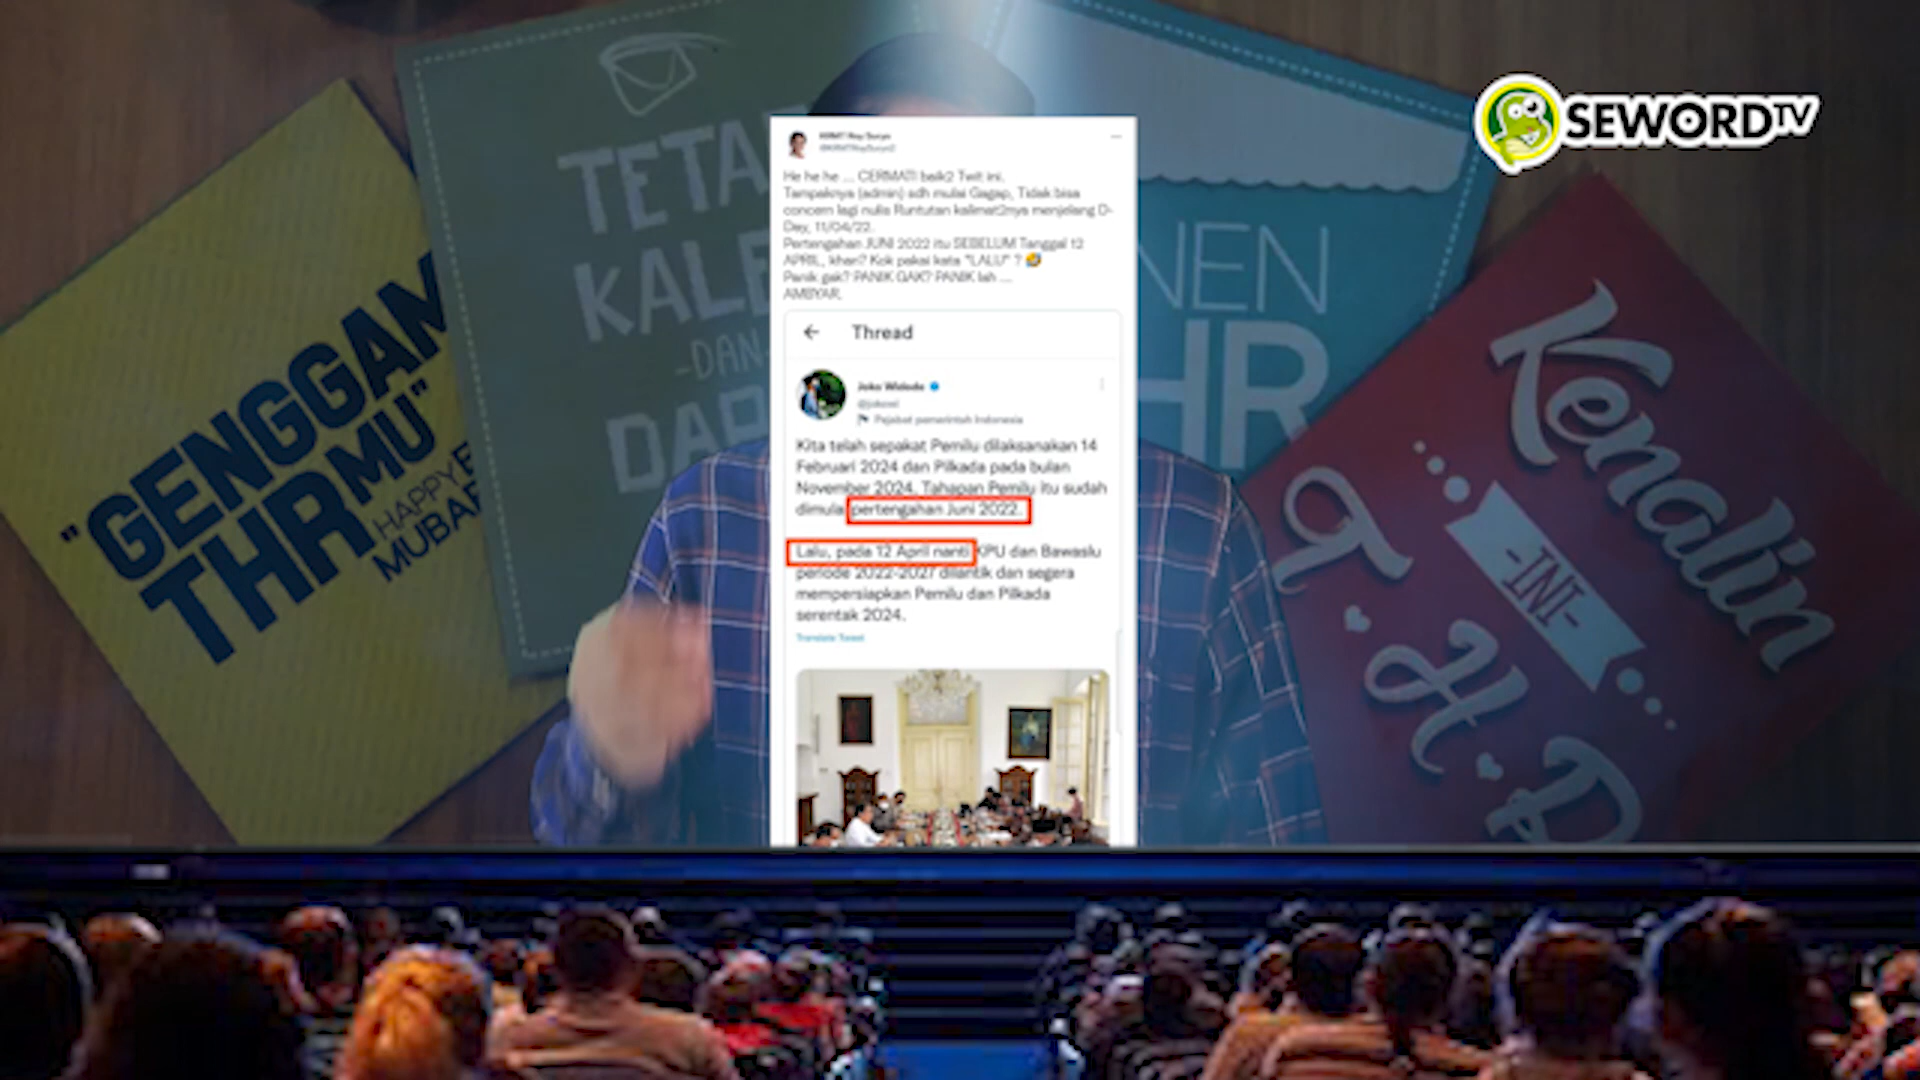 SEWORDTV
"GENGGAM
THRMU"
HAPPY
MUBAR
TETA
KALE
-DAN-
DAP
NEN
HR
Kenalin
-INI-
T.H.R
KRMT Roy Suryo
@KRMTRoySuryo2
He he he ... CERMATI baik2 Twit ini.
Tampaknya (admin) sdh mulai Gagap, Tidak bisa
concern lagi nulis Runtutan kalimat2nya menjelang D-
Day, 11/04/22.
Pertengahan JUNI 2022 itu SEBELUM Tanggal 12
APRIL, khan? Kok pakai kata "LALU" ? 🤣
Panik gak? PANIK GAK? PANIK lah ...
AMBYAR.
Thread
Joko Widodo
@jokowi
Pejabat pemerintah Indonesia
Kita telah sepakat Pemilu dilaksanakan 14
Februari 2024 dan Pilkada pada bulan
November 2024. Tahapan Pemilu itu sudah
dimulai pertengahan Juni 2022.
Lalu, pada 12 April nanti KPU dan Bawaslu
periode 2022-2027 dilantik dan segera
mempersiapkan Pemilu dan Pilkada
serentak 2024.
Translate Tweet